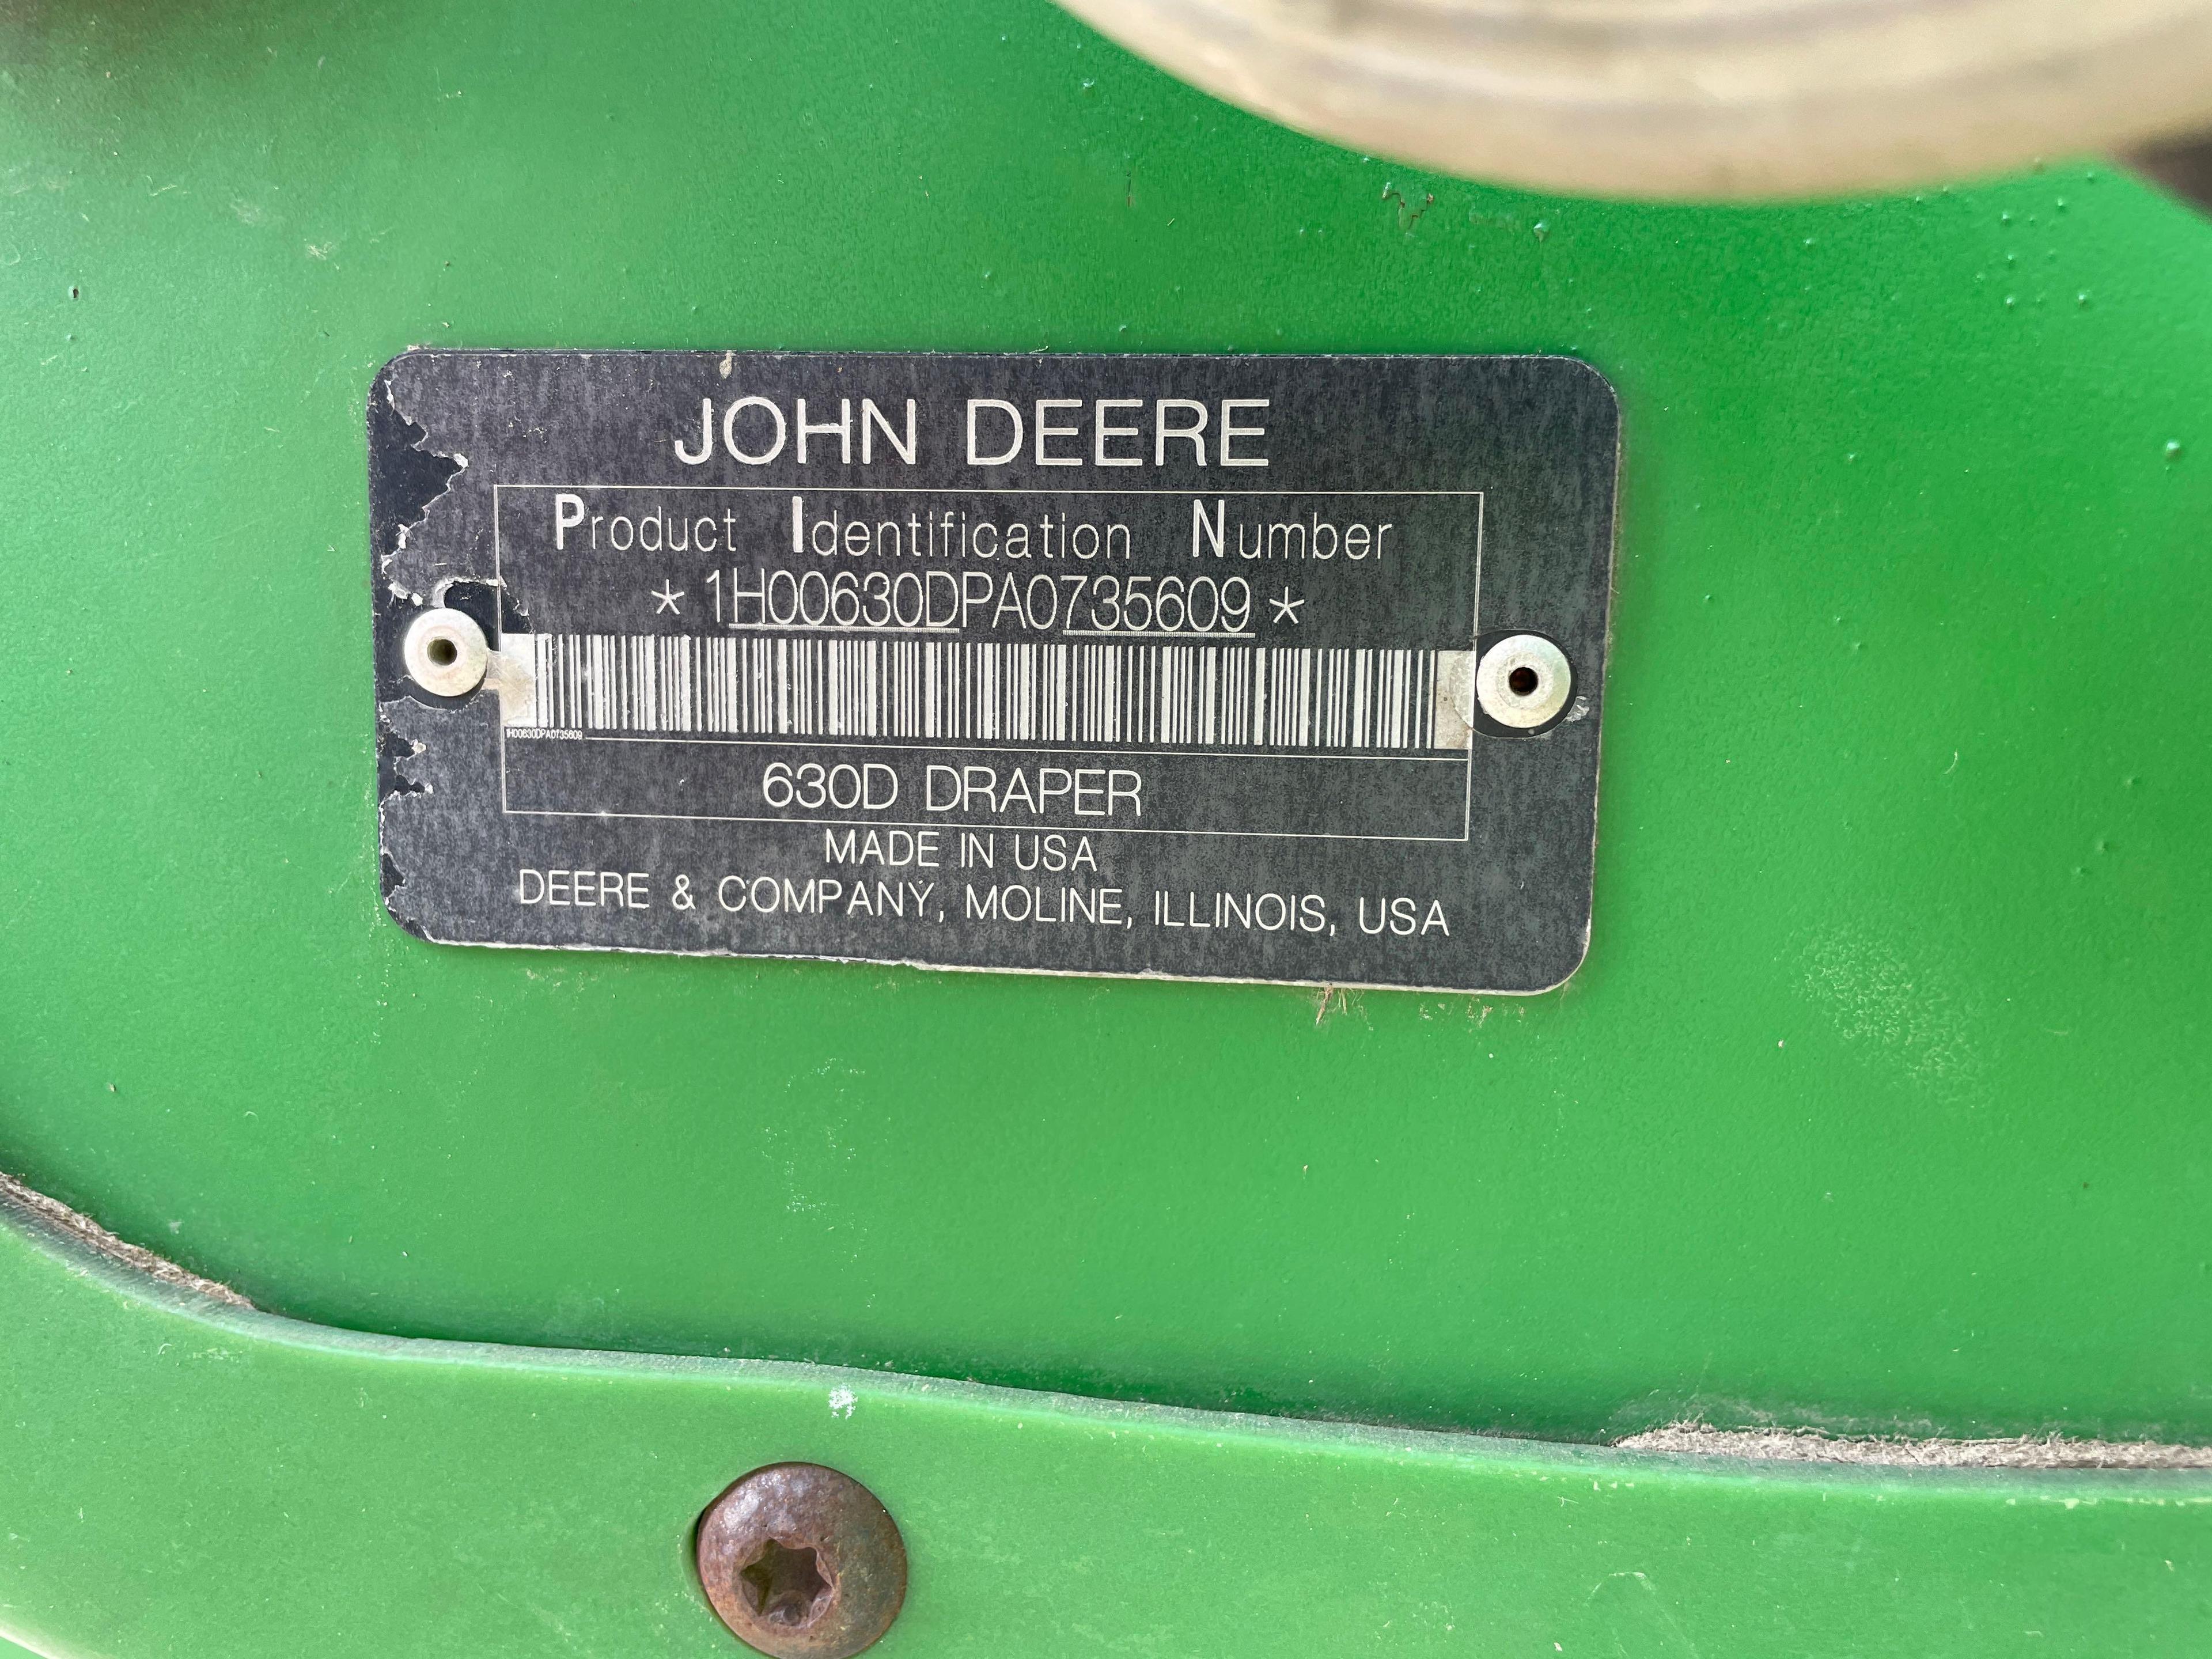 JOHN DEERE
Product Identification Number
* 1H00630DPA0735609 *
1H00630DPA0735609
630D DRAPER
MADE IN USA
DEERE & COMPANY, MOLINE, ILLINOIS, USA